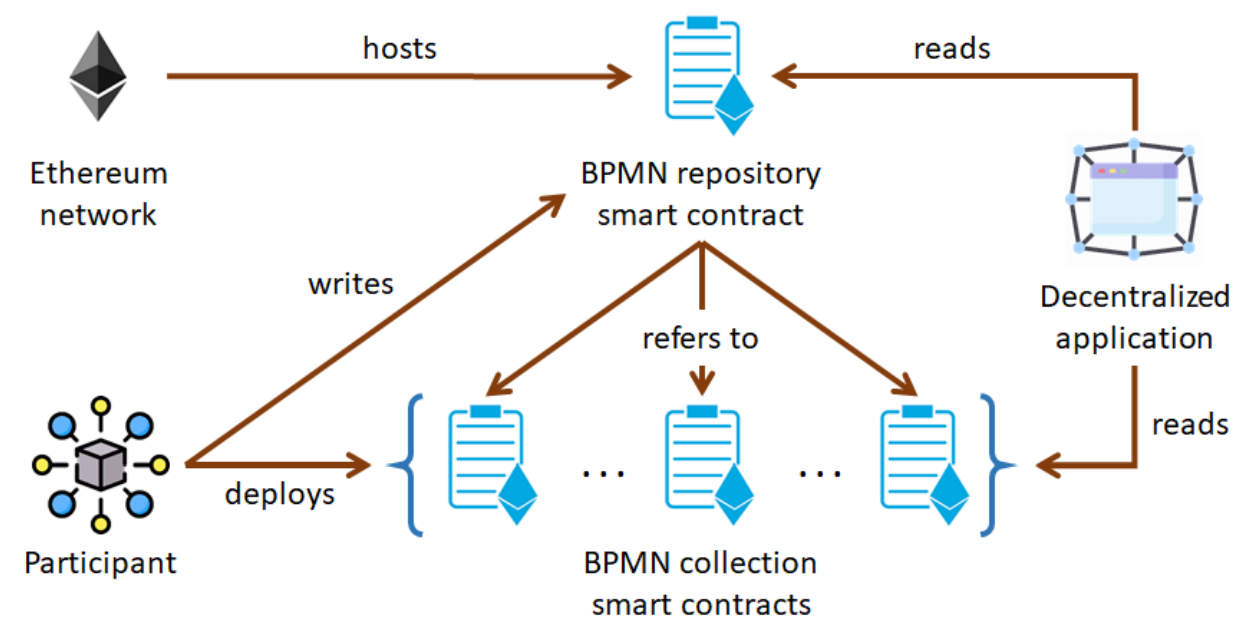 hosts
reads
Ethereum
network
BPMN repository
smart contract
writes
Decentralized
application
refers to
reads
deploys
. . .
. . .
Participant
BPMN collection
smart contracts